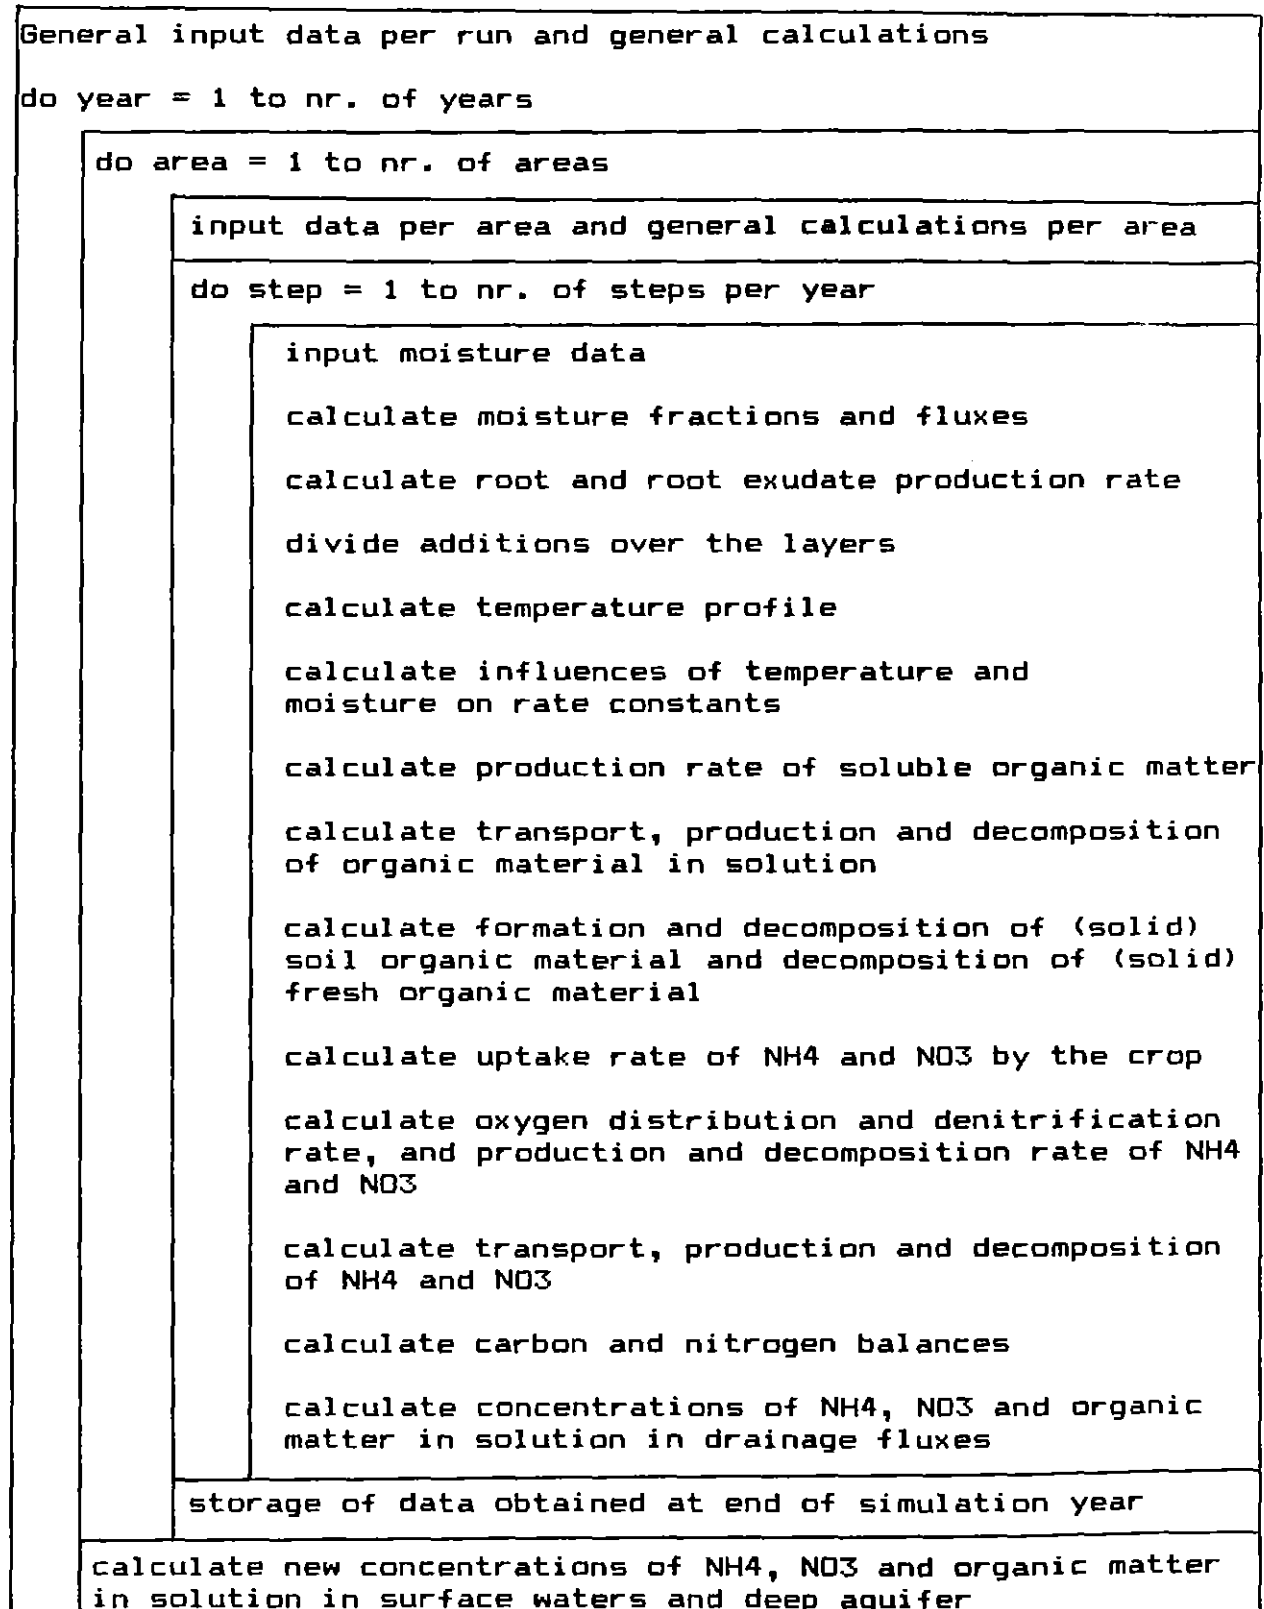 General input data per run and general calculations
do year = 1 to nr. of years
do area = 1 to nr. of areas
input data per area and general calculations per area
do step = 1 to nr. of steps per year
input moisture data
calculate moisture fractions and fluxes
calculate root and root exudate production rate
divide additions over the layers
calculate temperature profile
calculate influences of temperature and
moisture on rate constants
calculate production rate of soluble organic matter
calculate transport, production and decomposition
of organic material in solution
calculate formation and decomposition of (solid)
soil organic material and decomposition of (solid)
fresh organic material
calculate uptake rate of NH4 and NO3 by the crop
calculate oxygen distribution and denitrification
rate, and production and decomposition rate of NH4
and NO3
calculate transport, production and decomposition
of NH4 and NO3
calculate carbon and nitrogen balances
calculate concentrations of NH4, NO3 and organic
matter in solution in drainage fluxes
storage of data obtained at end of simulation year
calculate new concentrations of NH4, NO3 and organic matter
in solution in surface waters and deep aquifer